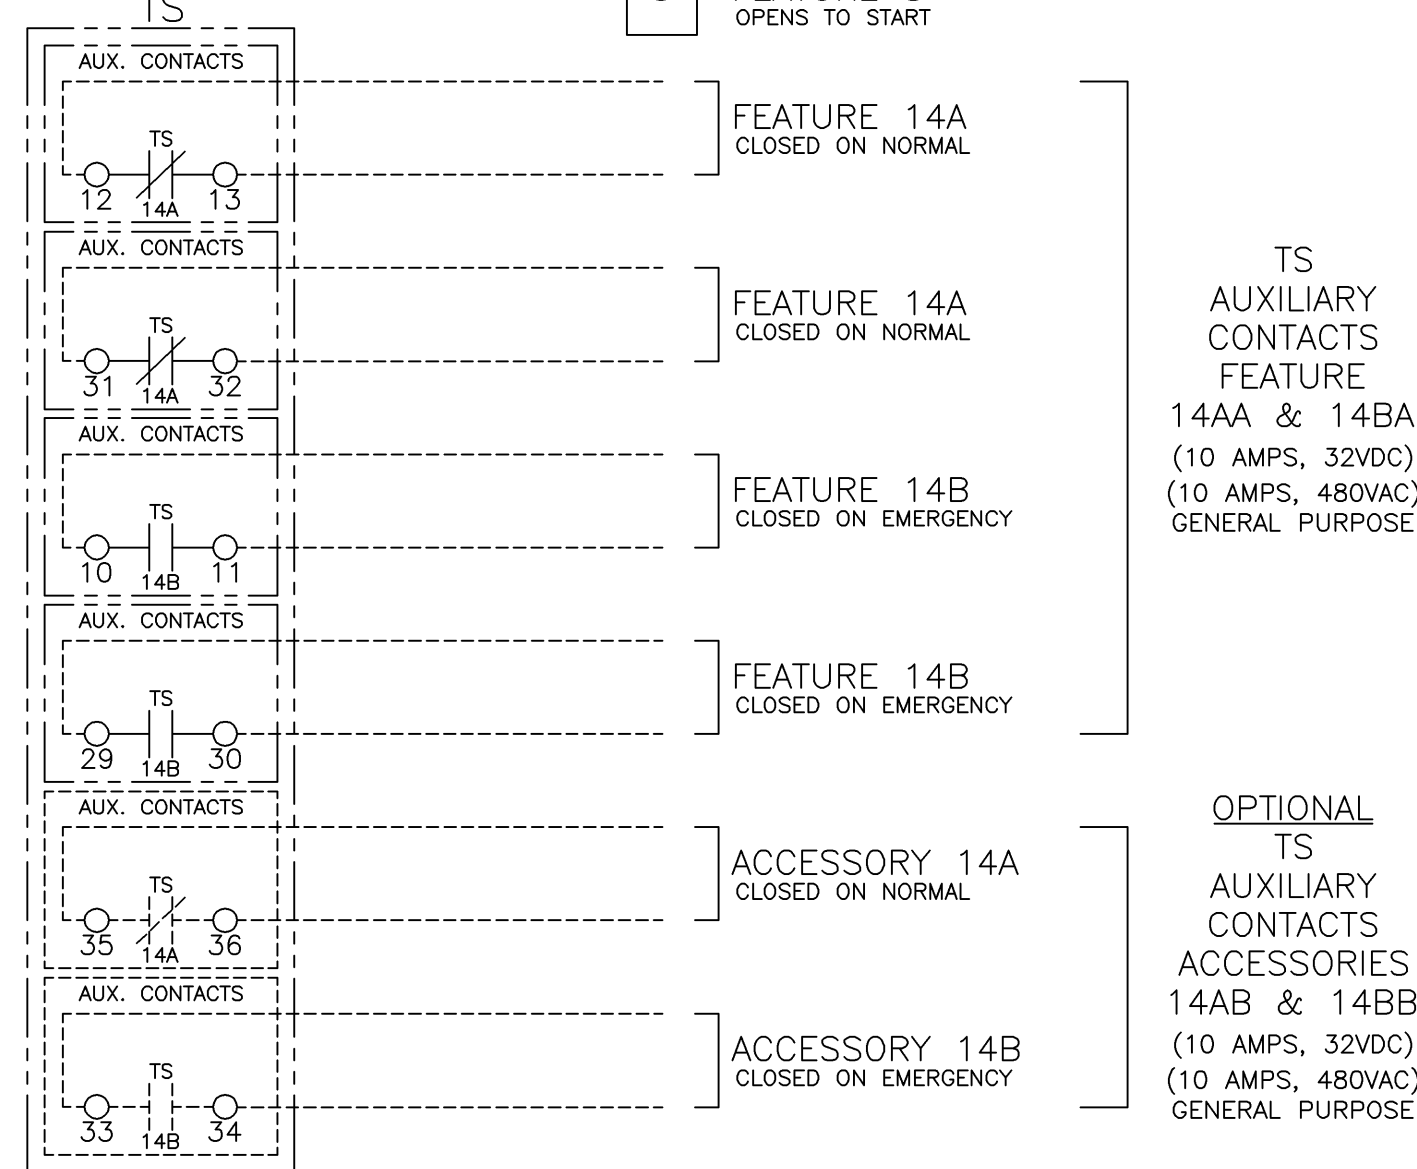 TS
OPENS TO START
AUX. CONTACTS
TS
12
13
14A
FEATURE 14A
CLOSED ON NORMAL
AUX. CONTACTS
TS
31
32
14A
FEATURE 14A
CLOSED ON NORMAL
AUX. CONTACTS
TS
10
11
14B
FEATURE 14B
CLOSED ON EMERGENCY
AUX. CONTACTS
TS
29
30
14B
FEATURE 14B
CLOSED ON EMERGENCY
TS
AUXILIARY
CONTACTS
FEATURE
14AA & 14BA
(10 AMPS, 32VDC)
(10 AMPS, 480VAC)
GENERAL PURPOSE
AUX. CONTACTS
TS
35
36
14A
ACCESSORY 14A
CLOSED ON NORMAL
AUX. CONTACTS
TS
33
34
14B
ACCESSORY 14B
CLOSED ON EMERGENCY
OPTIONAL
TS
AUXILIARY
CONTACTS
ACCESSORIES
14AB & 14BB
(10 AMPS, 32VDC)
(10 AMPS, 480VAC)
GENERAL PURPOSE